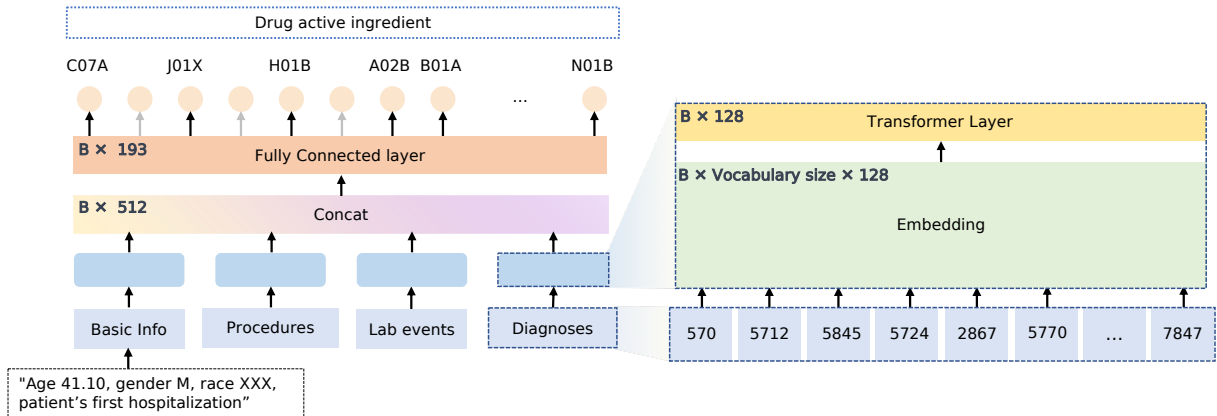 Drug active ingredient
C07A J01X H01B A02B B01A N01B
...
B × 193 Fully Connected layer
B × 512 Concat
Basic Info Procedures Lab events Diagnoses
"Age 41.10, gender M, race XXX,
patient’s first hospitalization”
B × 128 Transformer Layer
B × Vocabulary size × 128
Embedding
570 5712 5845 5724 2867 5770 ... 7847